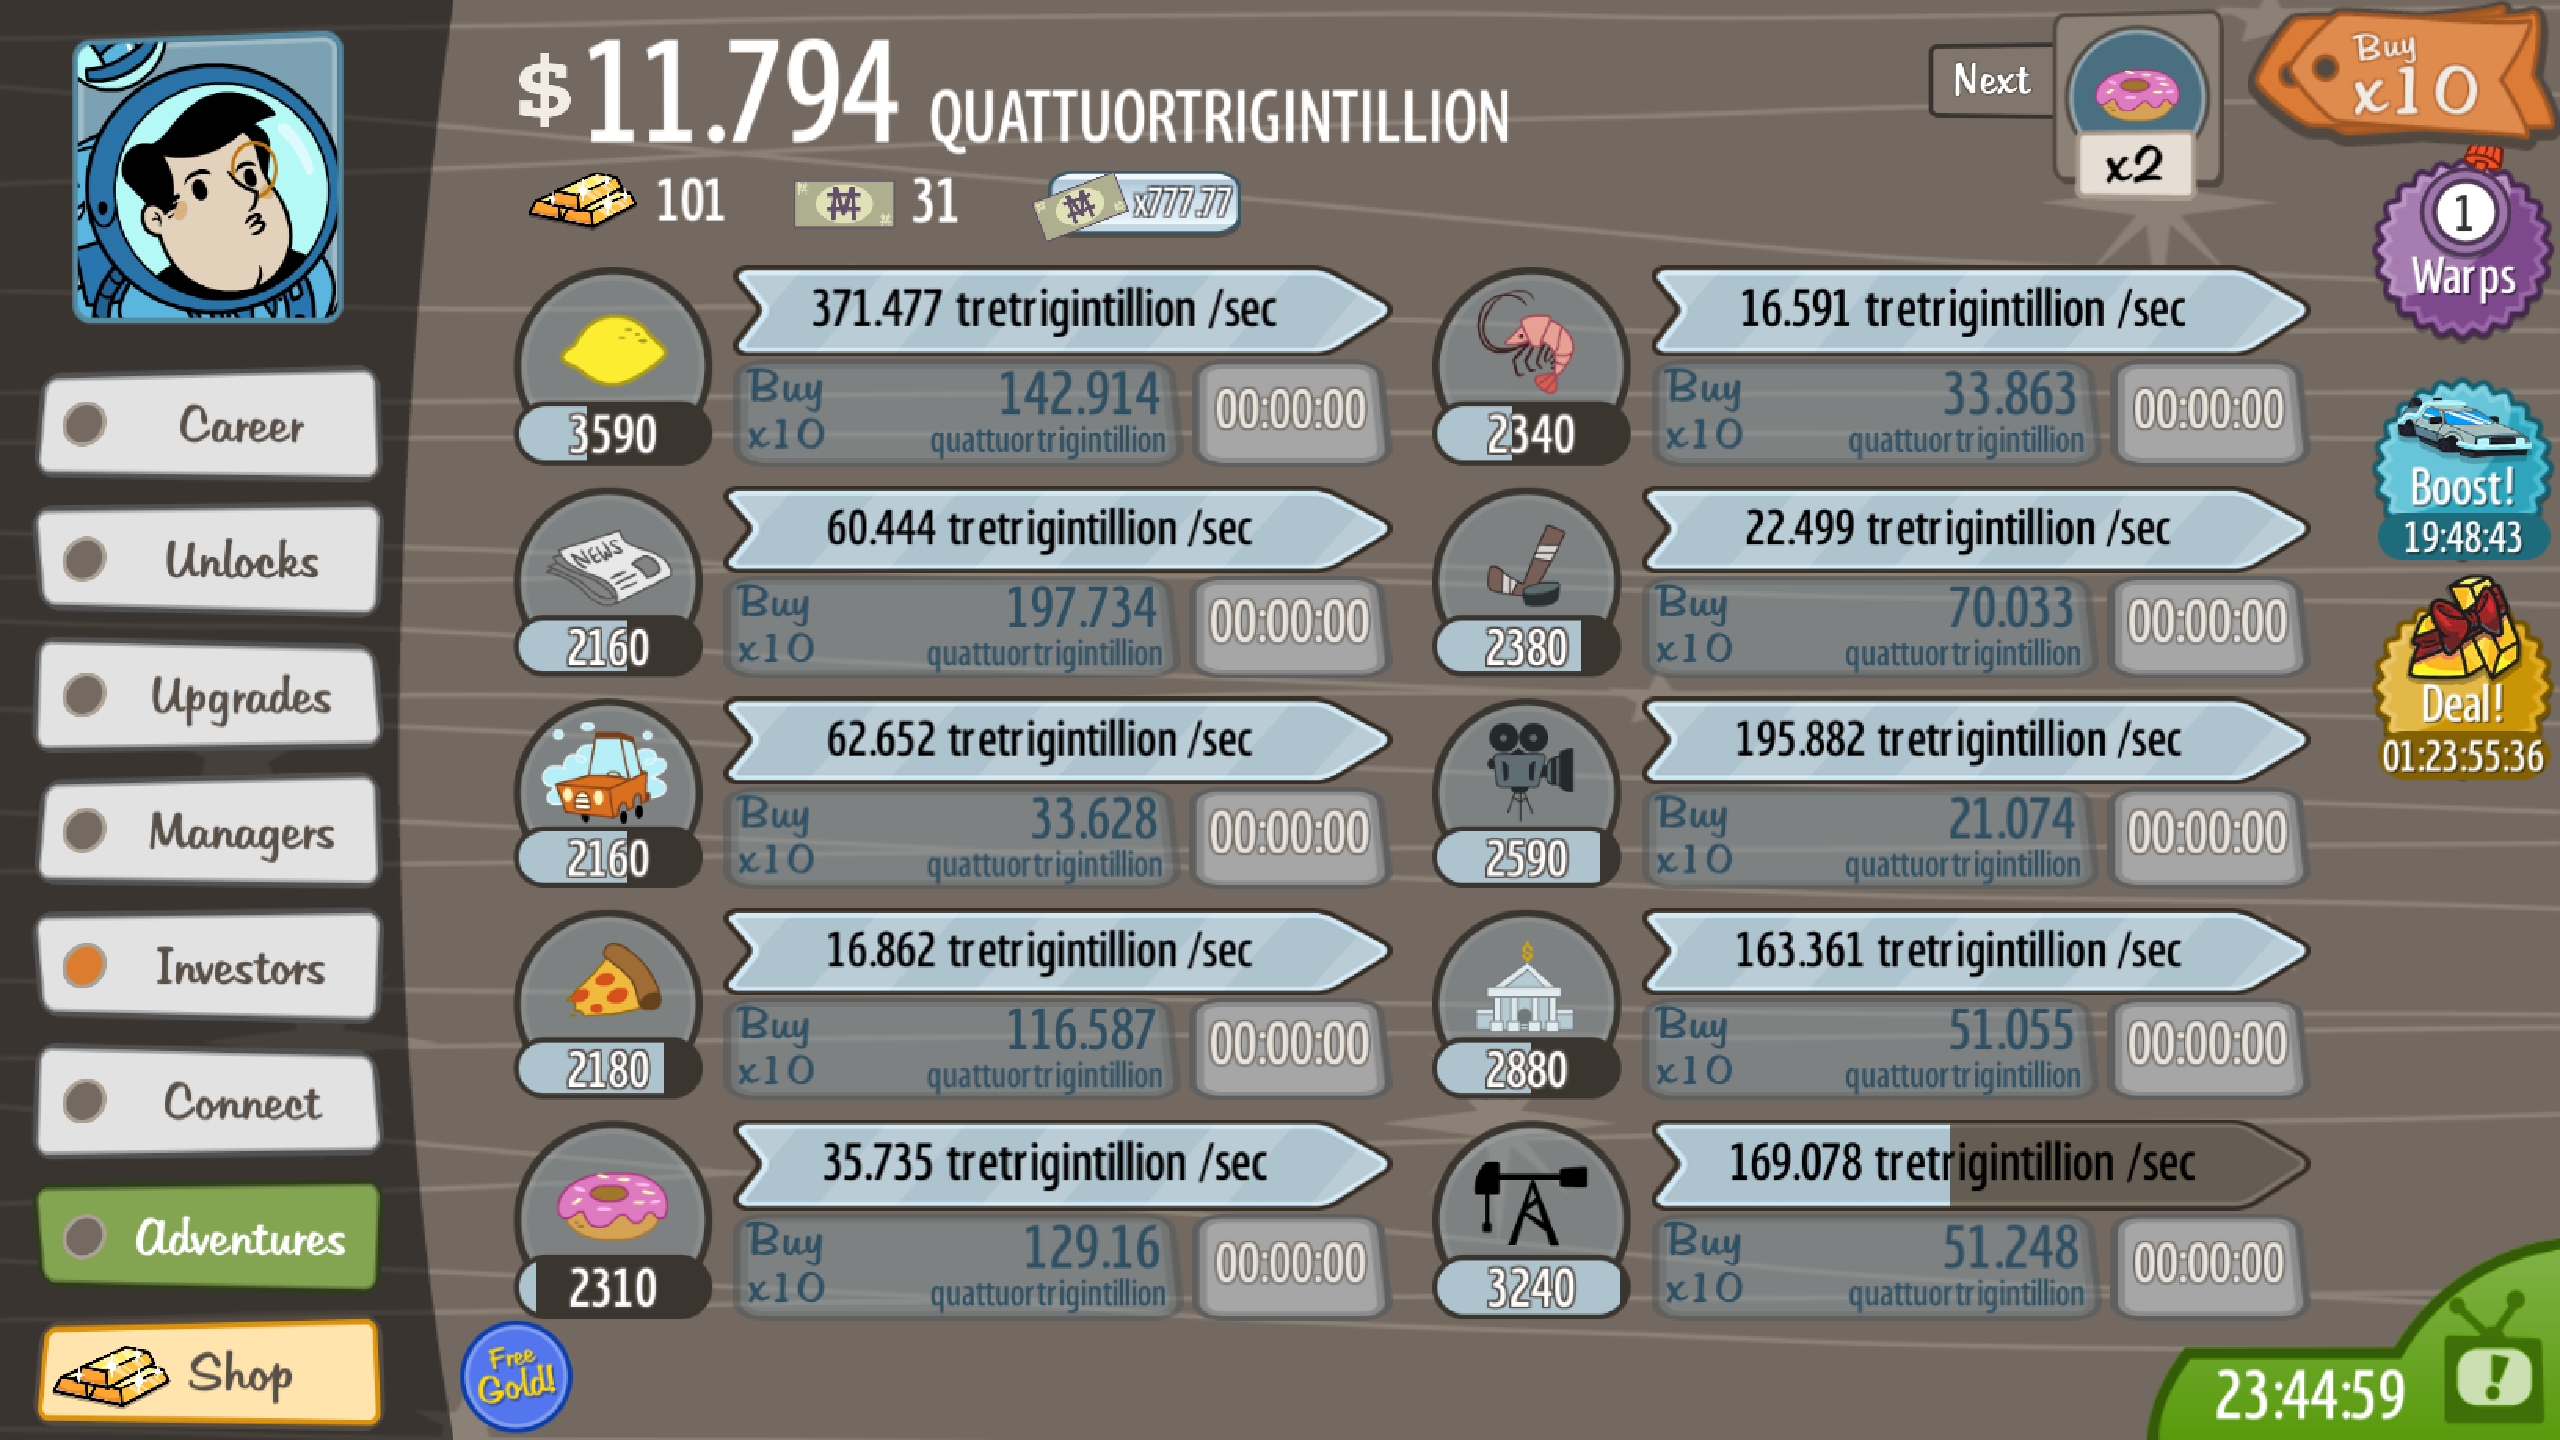 $11.794 QUATTUORTRIGINTILLION
Next
x2
Buy
x10
101
31
x777.77
1
Warps
Boost!
19:48:43
Deal!
01:23:55:36
Career
Unlocks
Upgrades
Managers
Investors
Connect
Adventures
Shop
371.477 tretrigintillion /sec
3590
Buy x10
142.914
quattuortrigintillion
00:00:00
NEWS
60.444 tretrigintillion /sec
2160
Buy x10
197.734
quattuortrigintillion
00:00:00
62.652 tretrigintillion /sec
2160
Buy x10
33.628
quattuortrigintillion
00:00:00
16.862 tretrigintillion /sec
2180
Buy x10
116.587
quattuortrigintillion
00:00:00
35.735 tretrigintillion /sec
2310
Buy x10
129.16
quattuortrigintillion
00:00:00
16.591 tretrigintillion /sec
2340
Buy x10
33.863
quattuortrigintillion
00:00:00
22.499 tretrigintillion /sec
2380
Buy x10
70.033
quattuortrigintillion
00:00:00
195.882 tretrigintillion /sec
2590
Buy x10
21.074
quattuortrigintillion
00:00:00
$
163.361 tretrigintillion /sec
2880
Buy x10
51.055
quattuortrigintillion
00:00:00
169.078 tretrigintillion /sec
3240
Buy x10
51.248
quattuortrigintillion
00:00:00
Free
Gold!
23:44:59
!